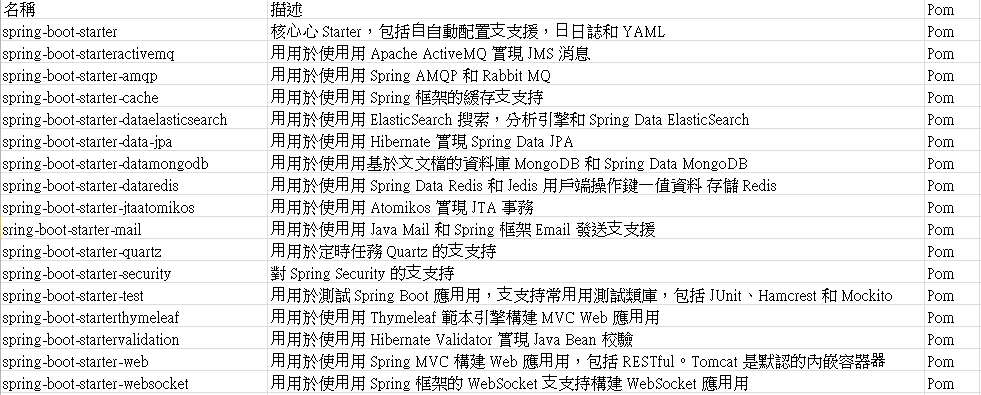 名稱 描述 Pom
spring-boot-starter 核心心 Starter，包括自自動配置支支援，日日誌和 YAML Pom
spring-boot-starteractivemq 用用於使用用 Apache ActiveMQ 實現 JMS 消息 Pom
spring-boot-starter-amqp 用用於使用用 Spring AMQP 和 Rabbit MQ Pom
spring-boot-starter-cache 用用於使用用 Spring 框架的緩存支支持 Pom
spring-boot-starter-dataelasticsearch 用用於使用用 ElasticSearch 搜索，分析引擎和 Spring Data ElasticSearch Pom
spring-boot-starter-data-jpa 用用於使用用 Hibernate 實現 Spring Data JPA Pom
spring-boot-starter-datamongodb 用用於使用用基於文文檔的資料庫 MongoDB 和 Spring Data MongoDB Pom
spring-boot-starter-dataredis 用用於使用用 Spring Data Redis 和 Jedis 用戶端操作鍵一值資料 存儲 Redis Pom
spring-boot-starter-jtaatomikos 用用於使用用 Atomikos 實現 JTA 事務 Pom
sring-boot-starter-mail 用用於使用用 Java Mail 和 Spring 框架 Email 發送支支援 Pom
spring-boot-starter-quartz 用用於定時任務 Quartz 的支支持 Pom
spring-boot-starter-security 對 Spring Security 的支支持 Pom
spring-boot-starter-test 用用於測試 Spring Boot 應用用，支支持常用用測試類庫，包括 JUnit、Hamcrest 和 Mockito Pom
spring-boot-starterthymeleaf 用用於使用用 Thymeleaf 範本引擎構建 MVC Web 應用用 Pom
spring-boot-startervalidation 用用於使用用 Hibernate Validator 實現 Java Bean 校驗 Pom
spring-boot-starter-web 用用於使用用 Spring MVC 構建 Web 應用用，包括 RESTful。Tomcat 是默認的內嵌容器器 Pom
spring-boot-starter-websocket 用用於使用用 Spring 框架的 WebSocket 支支持構建 WebSocket 應用用 Pom